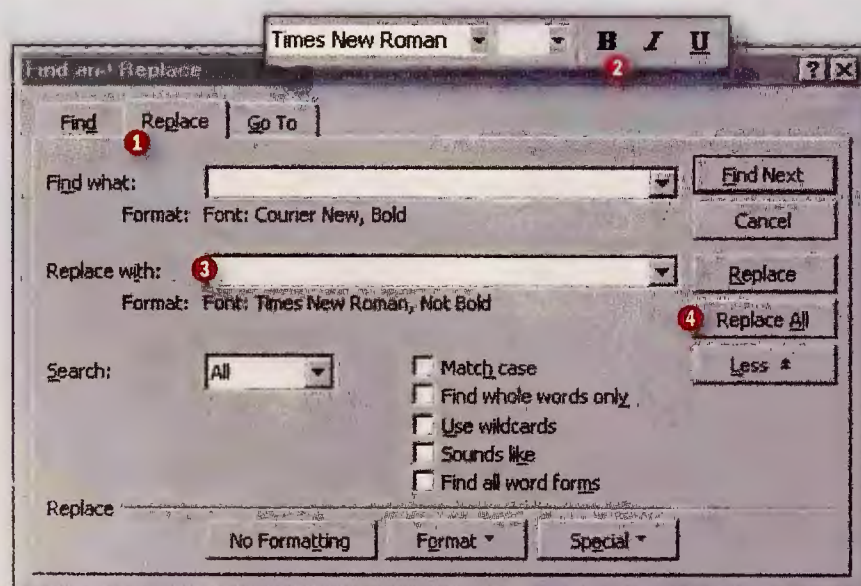 Times New Roman B I U
2
Find and Replace ? X
Find Replace Go To
1
Find what: Find Next
Format: Font: Courier New, Bold Cancel
Replace with: 3 Replace
Format: Font: Times New Roman, Not Bold
4 Replace All
Search: All Match case Less
Find whole words only
Use wildcards
Sounds like
Find all word forms
Replace
No Formatting Format Special